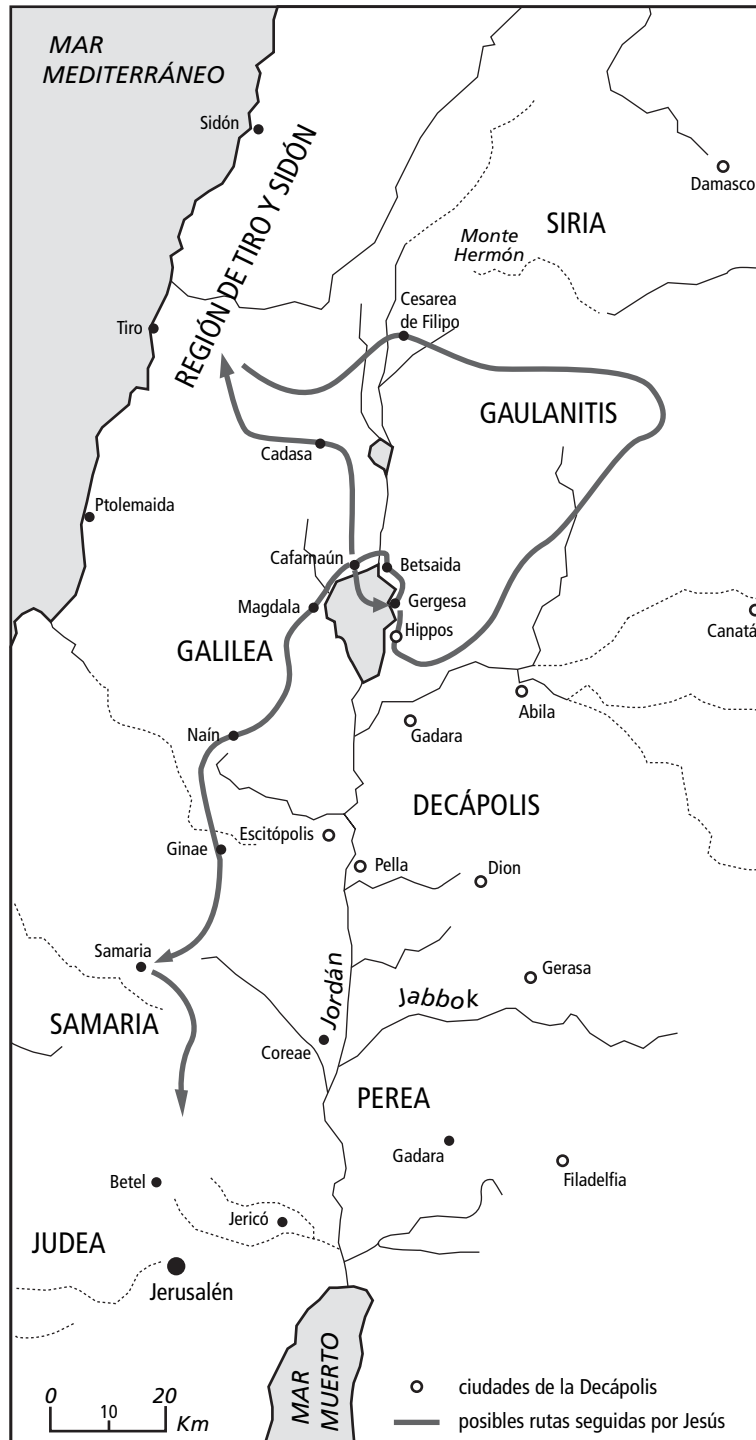 MAR
MEDITERRÁNEO
Sidón
REGIÓN DE TIRO Y SIDÓN
Damasco
SIRIA
Monte
Hermón
Cesarea
de Filipo
Tiro
GAULANITIS
Cadasa
Ptolemaida
Cafarnaún
Betsaida
Magdala
Gergesa
Hippos
Canatá
GALILEA
Abila
Gadara
Naín
DECÁPOLIS
Escitópolis
Ginae
Pella
Dion
Samaria
Gerasa
Jordán
Jabbok
SAMARIA
Coreae
PEREA
Gadara
Filadelfia
Betel
Jericó
JUDEA
Jerusalén
MAR
MUERTO
0 20
10
Km
ciudades de la Decápolis
posibles rutas seguidas por Jesús